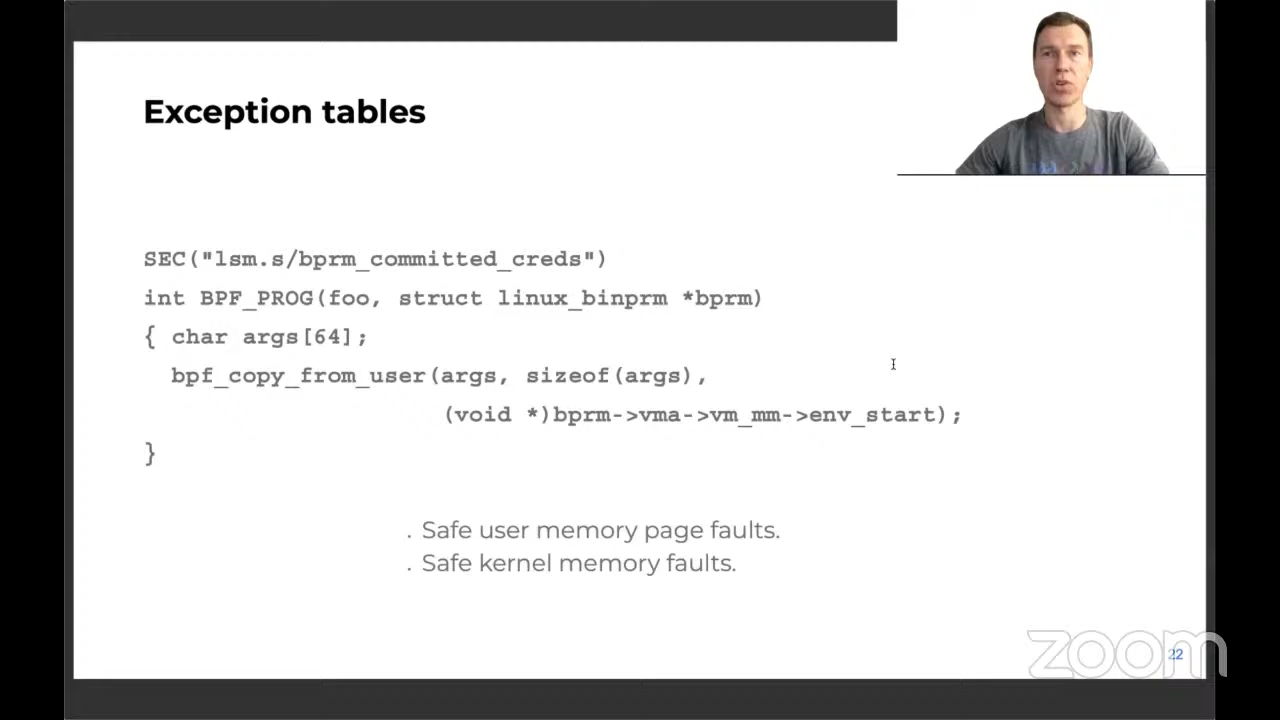 Exception tables
SEC("lsm.s/bprm_committed_creds")
int BPF_PROG(foo, struct linux_binprm *bprm)
{ char args[64];
bpf_copy_from_user(args, sizeof(args),
(void *)bprm->vma->vm_mm->env_start);
}
. Safe user memory page faults.
. Safe kernel memory faults.
zoom
22